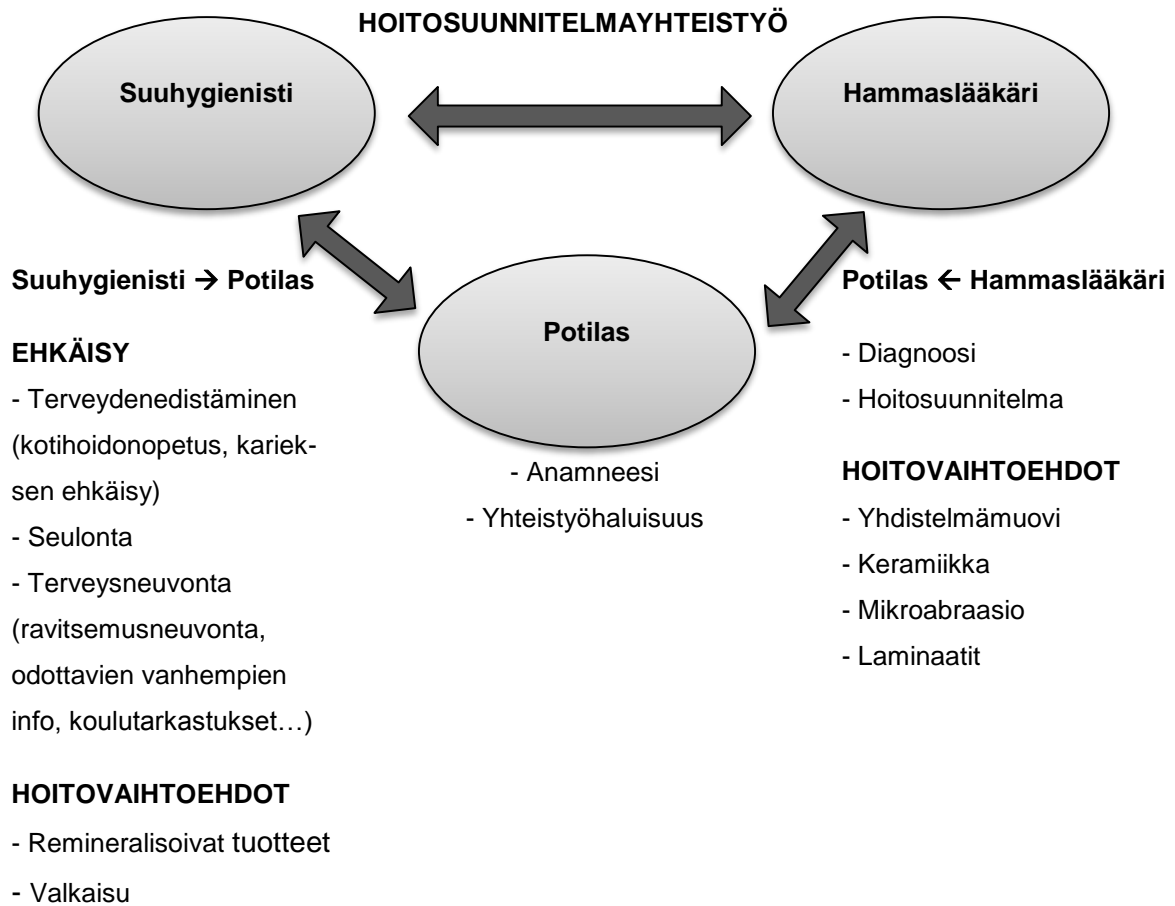 HOITOSUUNNITELMAYHTEISTYÖ
Suuhygienisti
Hammaslääkäri
Potilas
Suuhygienisti → Potilas
EHKÄISY
- Terveydenedistäminen
(kotihoidonopetus, kariek-
sen ehkäisy)
- Seulonta
- Terveysneuvonta
(ravitsemusneuvonta,
odottavien vanhempien
info, koulutarkastukset…)
HOITOVAIHTOEHDOT
- Remineralisoivat tuotteet
- Valkaisu
- Anamneesi
- Yhteistyöhaluisuus
Potilas ← Hammaslääkäri
- Diagnoosi
- Hoitosuunnitelma
HOITOVAIHTOEHDOT
- Yhdistelmämuovi
- Keramiikka
- Mikroabraasio
- Laminaatit